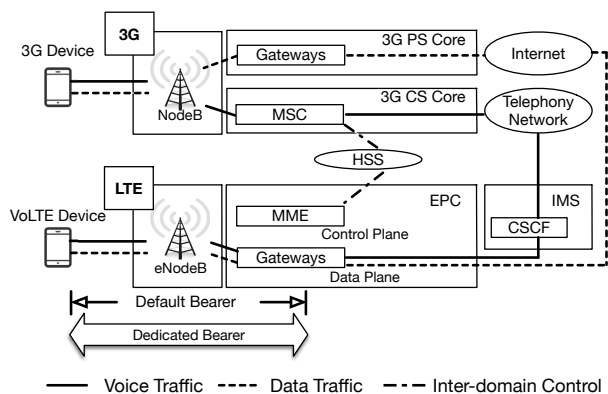 3G
3G Device
NodeB
Gateways
3G PS Core
Internet
3G CS Core
MSC
Telephony
Network
HSS
LTE
VoLTE Device
eNodeB
EPC
MME
Control Plane
Gateways
Data Plane
IMS
CSCF
Default Bearer
Dedicated Bearer
Voice Traffic
Data Traffic
Inter-domain Control